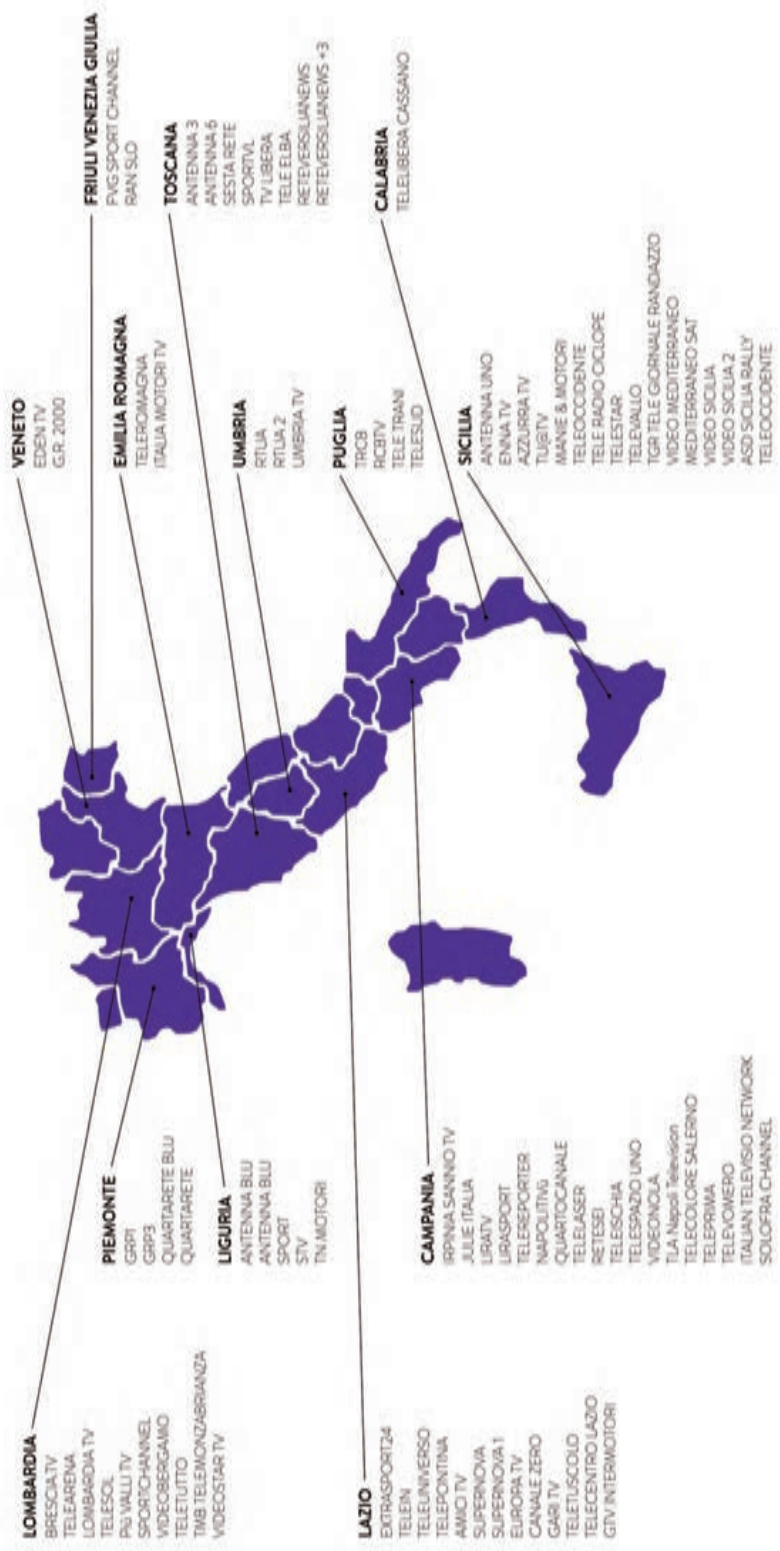 LOMBARDIA
BRESCIA TV
TELEARENA
LOMBARDIA TV
TELESOL
PIÙ VALLI TV
SPORTCHANNEL
VIDEOBERGAMO
TELETUTTO
TMB TELEMONZABRIANZA
VIDEOSTAR TV
PIEMONTE
GRP1
GRP3
QUARTARETE BLU
QUARTARETE
LIGURIA
ANTENNA BLU
ANTENNA BLU
SPORT
STV
TN MOTORI
LAZIO
EXTRASPORT24
TELEIN
TELEUNIVERSO
TELEPONTINA
AMICI TV
SUPERNOVA
SUPERNOVA 1
EUROPA TV
CANALE ZERO
GARI TV
TELETUSCOLO
TELECENTRO LAZIO
GTV INTERMOTORI
CAMPANIA
IRPINIA SANNIO TV
JULIE ITALIA
LIRATV
LIRASPORT
TELEREPORTER
NAPOLITIVÙ
QUARTOCANALE
TELELASER
RETESEI
TELEISCHIA
TELESPAZIO UNO
VIDEONOLA
TLA Napoli Television
TELECOLORE SALERNO
TELEPRIMA
TELEVOMERO
ITALIAN TELEVISIO NETWORK
SOLOFRA CHANNEL
VENETO
EDEN TV
G.R. 2000
FRIULI VENEZIA GIULIA
FVG SPORT CHANNEL
RAN SLO
EMILIA ROMAGNA
TELEROMAGNA
ITALIA MOTORI TV
TOSCANA
ANTENNA 3
ANTENNA 6
SESTA RETE
SPORTVL
TV LIBERA
TELE ELBA
RETEVERSILIANEWS
RETEVERSILIANEWS +3
UMBRIA
RTUA
RTUA 2
UMBRIA TV
PUGLIA
TRCB
RCBTV
TELE TRANI
TELESUD
CALABRIA
TELELIBERA CASSANO
SICILIA
ANTENNA UNO
ENNA TV
AZZURRA TV
TU@TV
MANIE & MOTORI
TELEOCCIDENTE
TELE RADIO CICLOPE
TELESTAR
TELEVALLO
TGR TELE GIORNALE RANDAZZO
VIDEO MEDITERRANEO
MEDITERRANEO SAT
VIDEO SICILIA
VIDEO SICILIA 2
ASD SICILIA RALLY
TELEOCCIDENTE